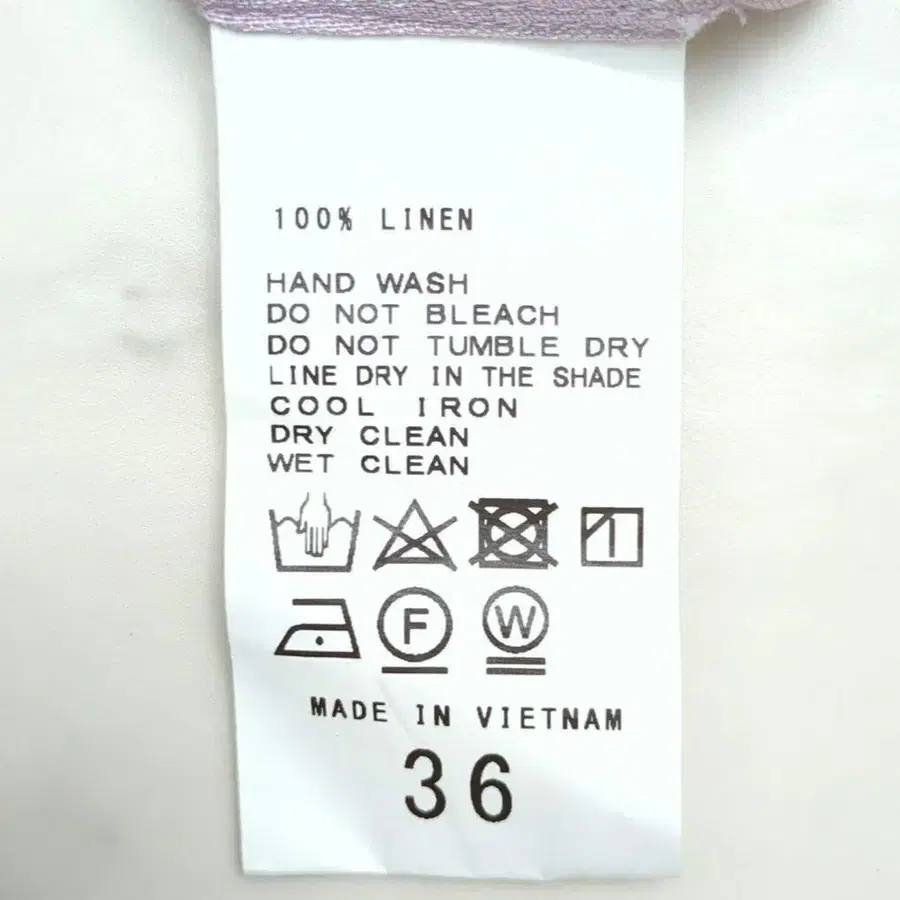 100% LINEN
HAND WASH
DO NOT BLEACH
DO NOT TUMBLE DRY
LINE DRY IN THE SHADE
COOL IRON
DRY CLEAN
WET CLEAN
F W
MADE IN VIETNAM
36